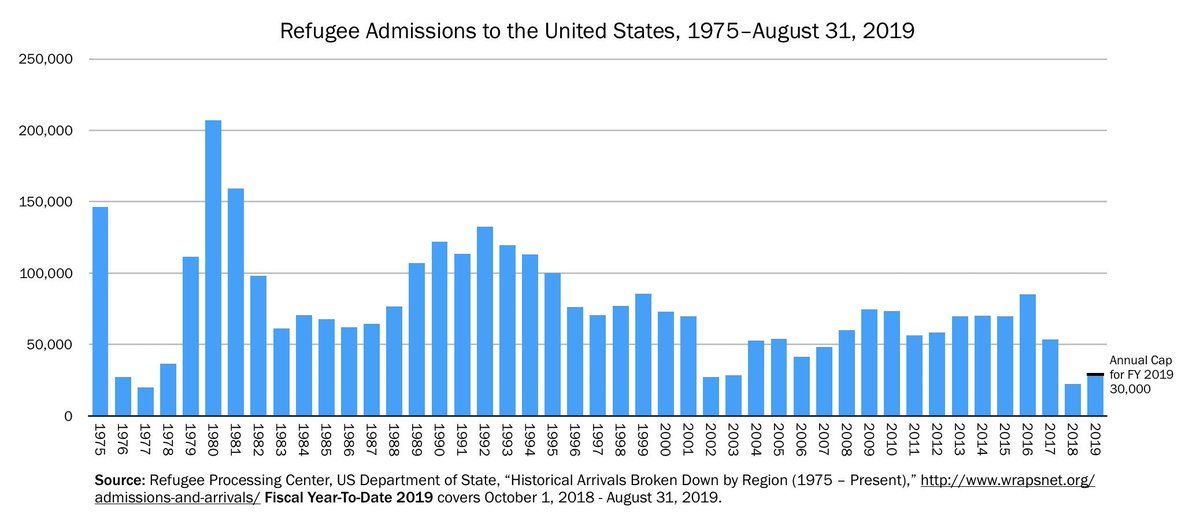 Refugee Admissions to the United States, 1975–August 31, 2019
250,000
200,000
150,000
100,000
50,000
0
Annual Cap
for FY 2019
30,000
1975 1976 1977 1978 1979 1980 1981 1982 1983 1984 1985 1986 1987 1988 1989 1990 1991 1992 1993 1994 1995 1996 1997 1998 1999 2000 2001 2002 2003 2004 2005 2006 2007 2008 2009 2010 2011 2012 2013 2014 2015 2016 2017 2018 2019
Source: Refugee Processing Center, US Department of State, “Historical Arrivals Broken Down by Region (1975 – Present),” http://www.wrapsnet.org/
admissions-and-arrivals/ Fiscal Year-To-Date 2019 covers October 1, 2018 - August 31, 2019.